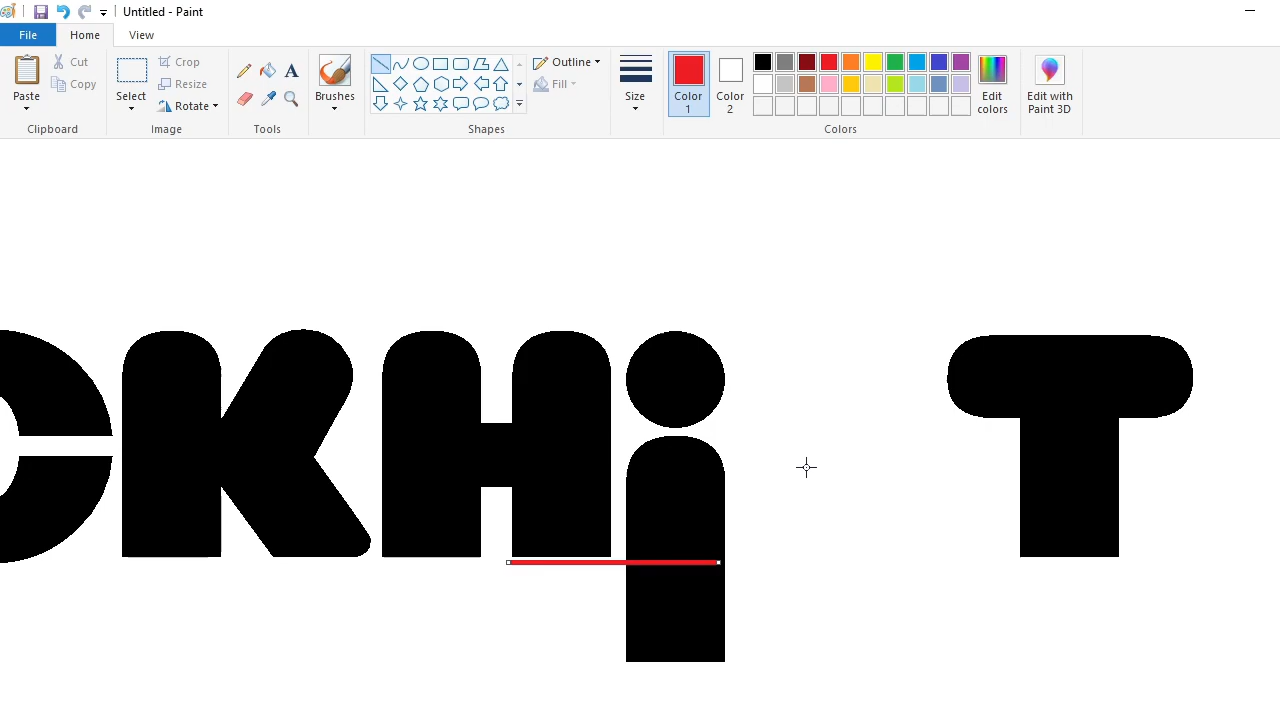 Untitled - Paint
File Home View
Paste Cut Copy Clipboard
Select Crop Resize Rotate Image
Tools
Brushes
Outline Fill Shapes
Size
Color 1 Color 2 Edit colors Colors
Edit with Paint 3D
CKHi T